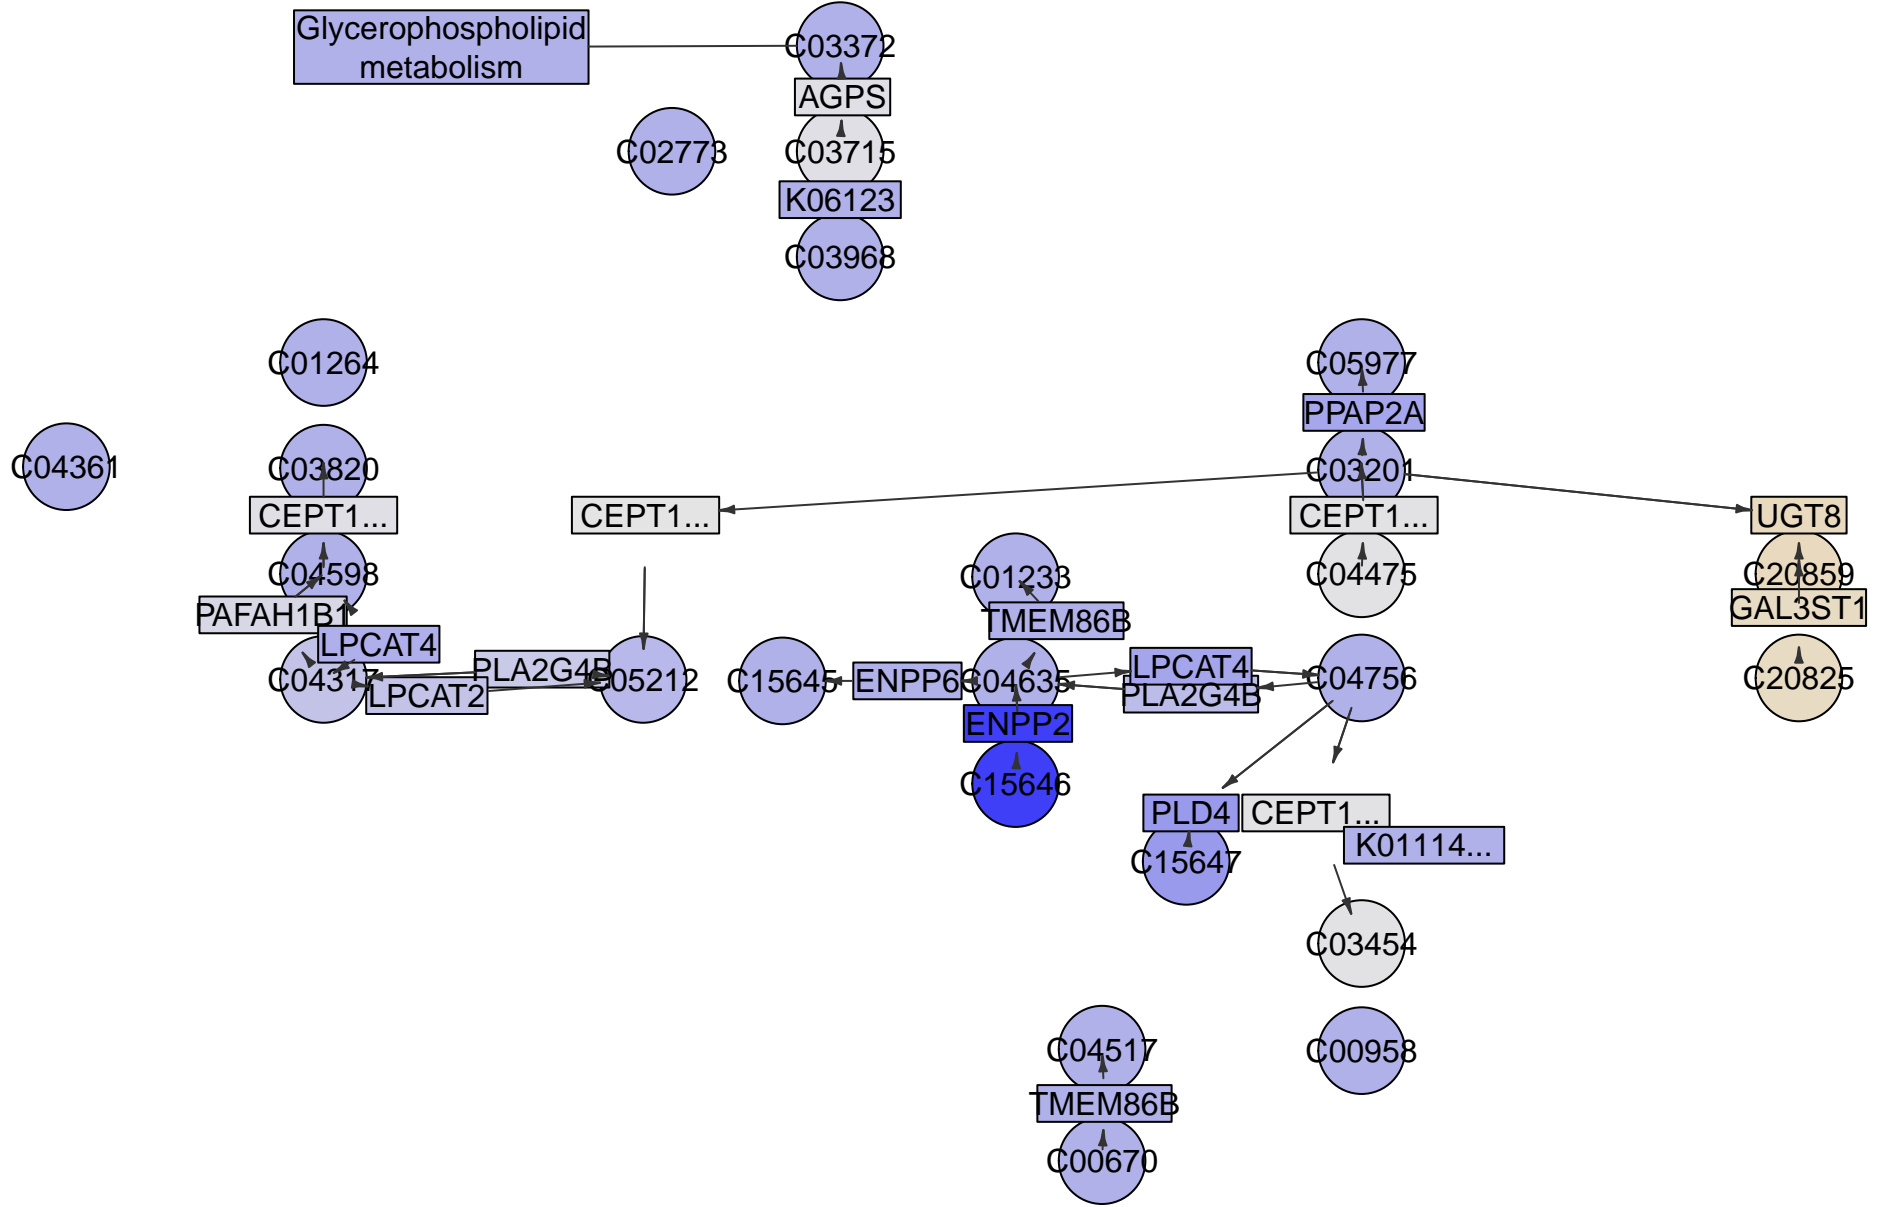 Glycerophospholipid
metabolism
C03372
AGPS
C02773
C03715
K06123
C03968
C01264
C05977
PPAP2A
C04361
C03820
C03201
CEPT1...
CEPT1...
CEPT1...
UGT8
C04598
C01233
C04475
C20859
PAFAH1B1
TMEM86B
GAL3ST1
LPCAT4
C04317
PLA2G4B
LPCAT2
C05212
C15645
ENPP6
C04635
LPCAT4
PLA2G4B
C04756
C20825
ENPP2
C15646
PLD4
CEPT1...
K01114...
C15647
C03454
C04517
C00958
TMEM86B
C00670